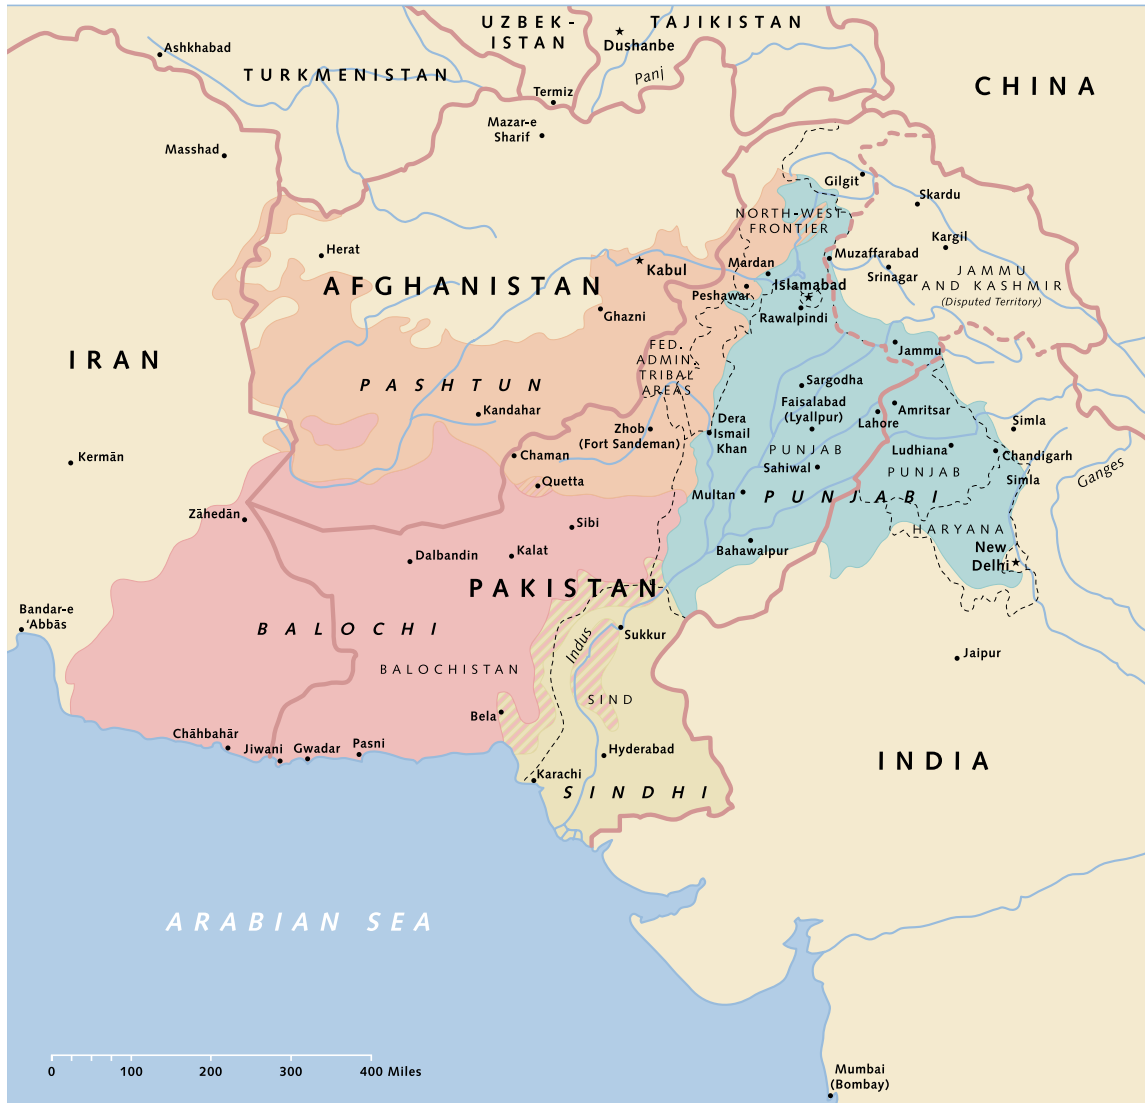 UZBEK-
ISTAN
TAJIKISTAN
Dushanbe
Ashkhabad
TURKMENISTAN
Panj
CHINA
Termiz
Mazar-e
Sharif
Masshad
Gilgit
Skardu
NORTH-WEST
FRONTIER
Kargil
Herat
Muzaffarabad
Srinagar
Mardan
Kabul
JAMMU
AND KASHMIR
(Disputed Territory)
AFGHANISTAN
Islamabad
Peshawar
Ghazni
Rawalpindi
FED.
ADMIN.
TRIBAL
AREAS
Jammu
IRAN
PASHTUN
Sargodha
Faisalabad
(Lyallpur)
Kandahar
Amritsar
Lahore
Dera
Ismail
Khan
Simla
Zhob
(Fort Sandeman)
PUNJAB
Ludhiana
Chandigarh
Kermān
Chaman
Sahiwal
PUNJAB
Simla
Ganges
Quetta
Multan
PUNJABI
Zāhedān
Sibi
HARYANA
Dalbandin
Kalat
Bahawalpur
New
Delhi
PAKISTAN
Bandar-e
'Abbās
BALOCHI
Indus
Sukkur
Jaipur
BALOCHISTAN
SIND
Bela
Chāhbahār
Jiwani
Gwadar
Pasni
Hyderabad
INDIA
Karachi
SINDHI
ARABIAN SEA
0
100
200
300
400 Miles
Mumbai
(Bombay)